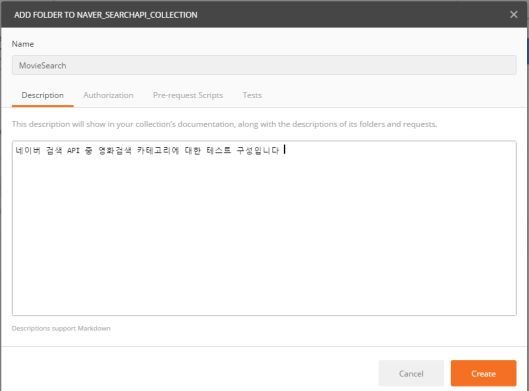 ADD FOLDER TO NAVER_SEARCHAPI_COLLECTION
Name
MovieSearch
Description Authorization Pre-request Scripts Tests
This description will show in your collection's documentation, along with the descriptions of its folders and requests.
네이버 검색 API 중 영화검색 카테고리에 대한 테스트 구성입니다
Descriptions support Markdown
Cancel Create